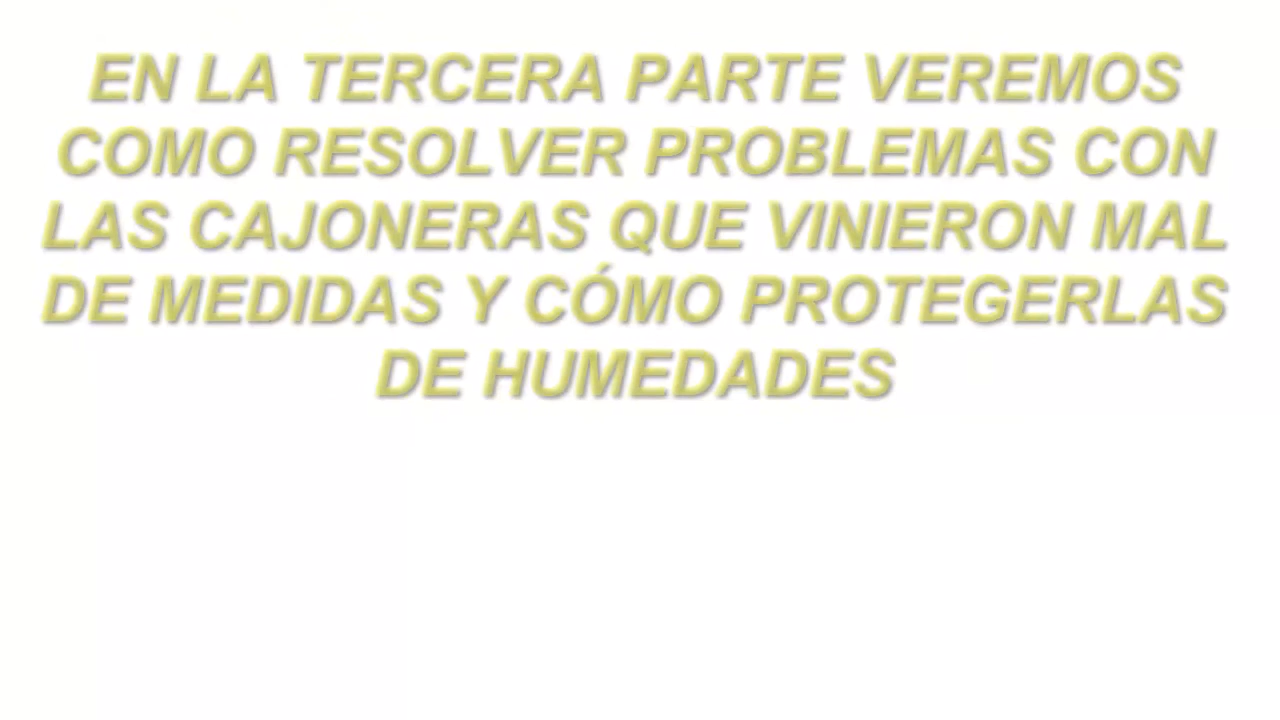 EN LA TERCERA PARTE VEREMOS
COMO RESOLVER PROBLEMAS CON
LAS CAJONERAS QUE VINIERON MAL
DE MEDIDAS Y CÓMO PROTEGERLAS
DE HUMEDADES